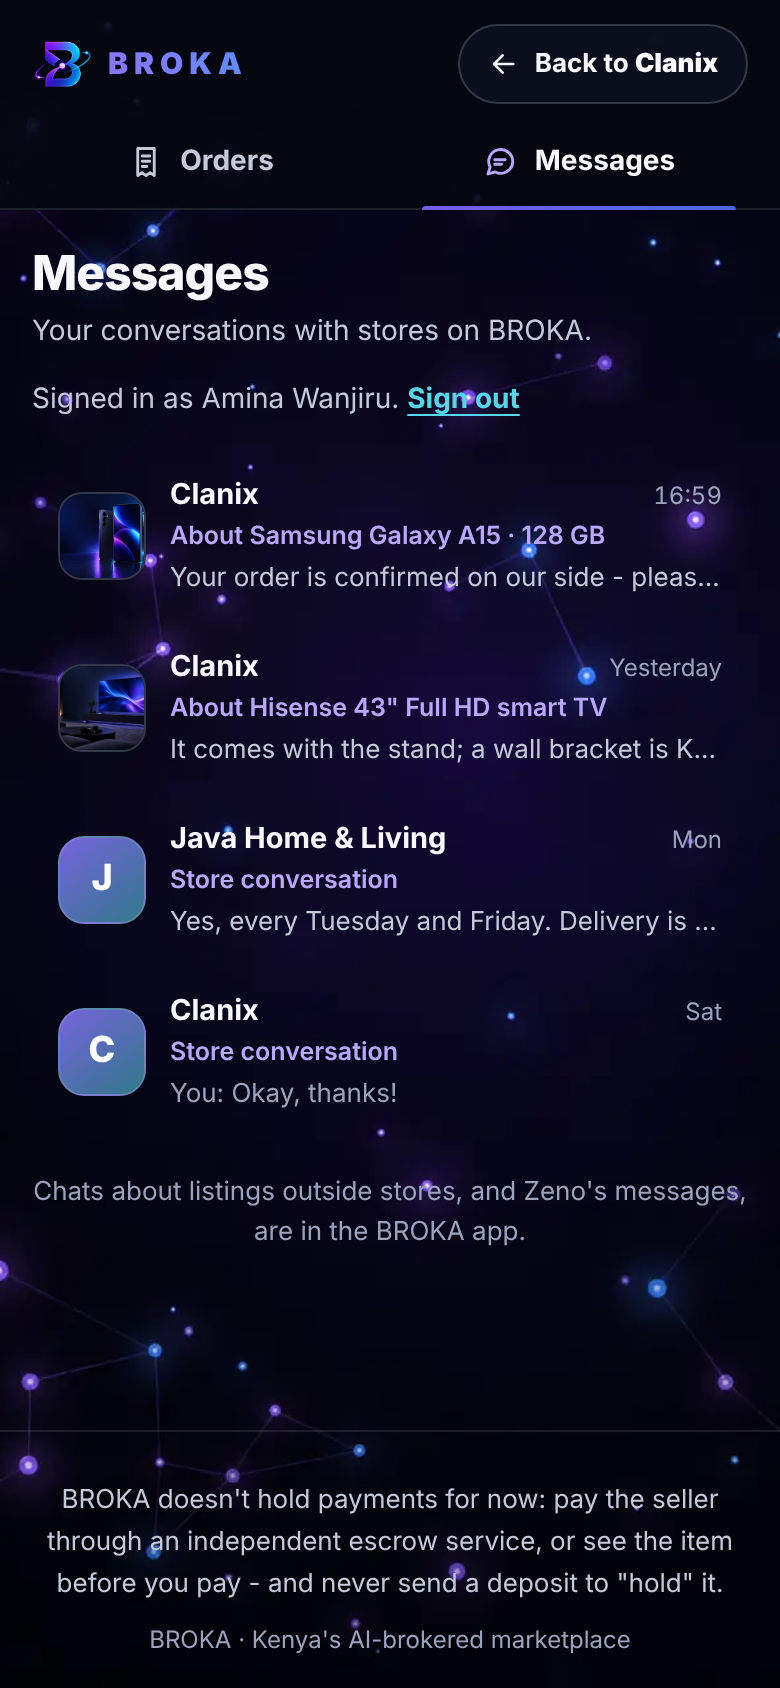 BROKA
Back to Clanix
Orders
Messages
Messages
Your conversations with stores on BROKA.
Signed in as Amina Wanjiru. Sign out
Clanix
16:59
About Samsung Galaxy A15 · 128 GB
Your order is confirmed on our side - pleas...
Clanix
Yesterday
About Hisense 43" Full HD smart TV
It comes with the stand; a wall bracket is K...
J
Java Home & Living
Mon
Store conversation
Yes, every Tuesday and Friday. Delivery is ...
C
Clanix
Sat
Store conversation
You: Okay, thanks!
Chats about listings outside stores, and Zeno's messages,
are in the BROKA app.
BROKA doesn't hold payments for now: pay the seller
through an independent escrow service, or see the item
before you pay - and never send a deposit to "hold" it.
BROKA · Kenya's AI-brokered marketplace